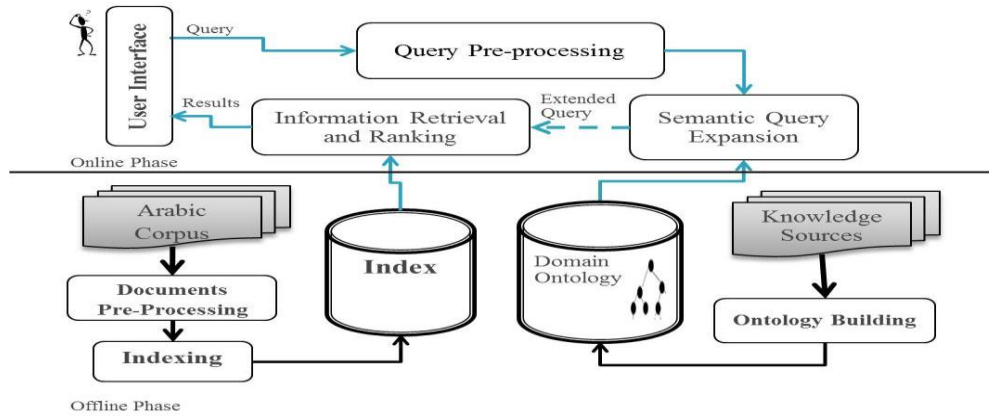 User Interface
Query
Query Pre-processing
Results
Information Retrieval
and Ranking
Extended
Query
Semantic Query
Expansion
Online Phase
Arabic
Corpus
Documents
Pre-Processing
Indexing
Index
Domain
Ontology
Knowledge
Sources
Ontology Building
Offline Phase